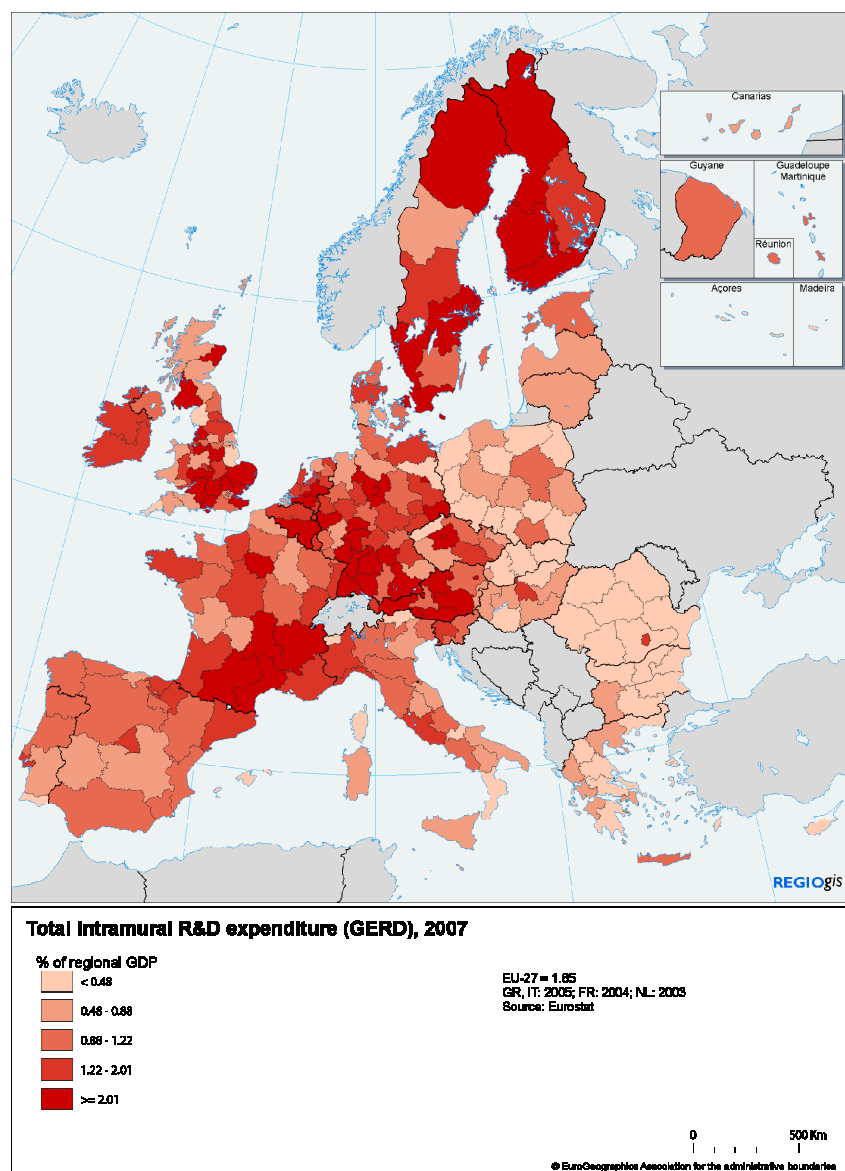 Canarias
Guyane
Guadeloupe
Martinique
Réunion
Açores
Madeira
REGIOgis
Total intramural R&D expenditure (GERD), 2007
% of regional GDP
< 0.48
0.48 - 0.88
0.88 - 1.22
1.22 - 2.01
>= 2.01
EU-27 = 1.85
GR, IT: 2005; FR: 2004; NL: 2003
Source: Eurostat
0 500 Km
© EuroGeographics Association for the administrative boundaries